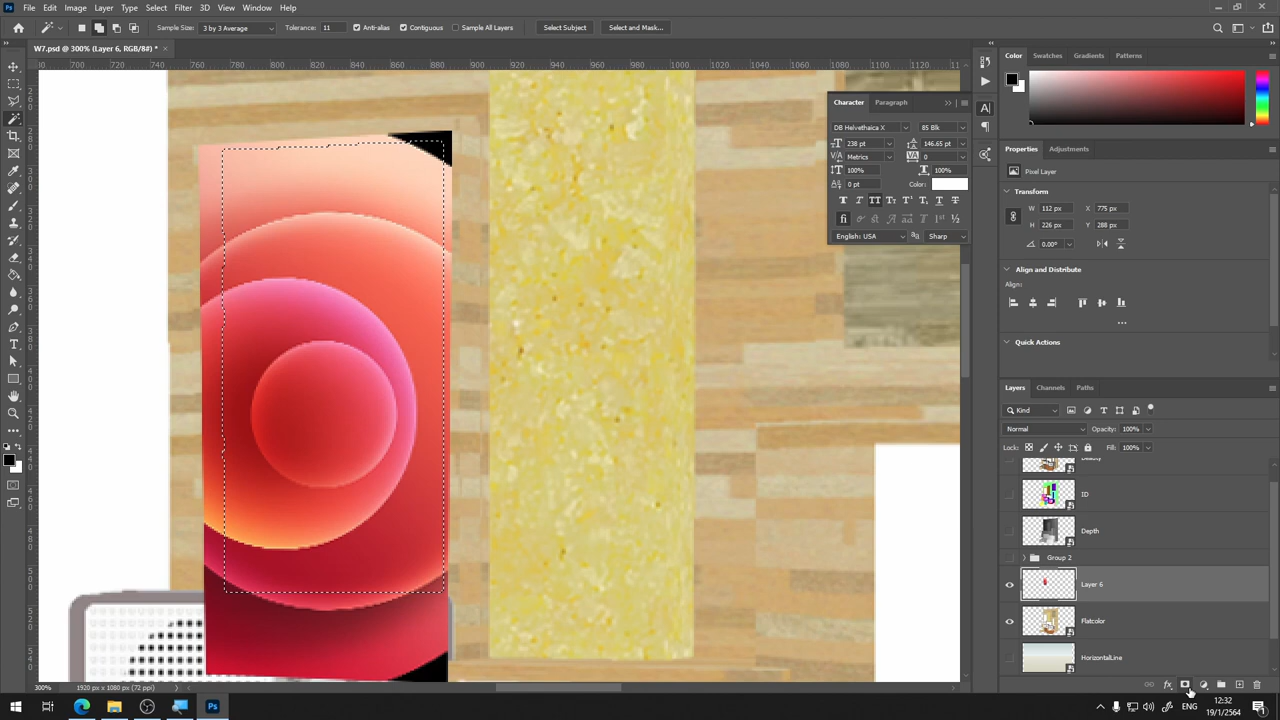 File Edit Image Layer Type Select Filter 3D View Window Help
Sample Size: 3 by 3 Average Tolerance: 11 Anti-alias Contiguous Sample All Layers Select Subject Select and Mask...
W7.psd @ 300% (Layer 6, RGB/8#) * ×
700 720 740 760 780 800 820 840 860 880 900 920 940 960 980 1000 1020 1040 1060 1080 1100 1120
Character Paragraph
DB Helvethaica X 85 Blk
238 pt 146.65 pt
Metrics 0
100% 100%
0 pt Color:
English: USA Sharp
Color Swatches Gradients Patterns
Properties Adjustments
Pixel Layer
Transform
W 112 px X 775 px
H 226 px Y 288 px
0.00°
Align and Distribute
Align:
Quick Actions
Layers Channels Paths
Kind
Normal Opacity: 100%
Lock: Fill: 100%
Beauty
ID
Depth
Group 2
Layer 6
Flatcolor
HorizontalLine
300% 1920 px x 1080 px (72 ppi)
ENG
12:32
19/1/2564